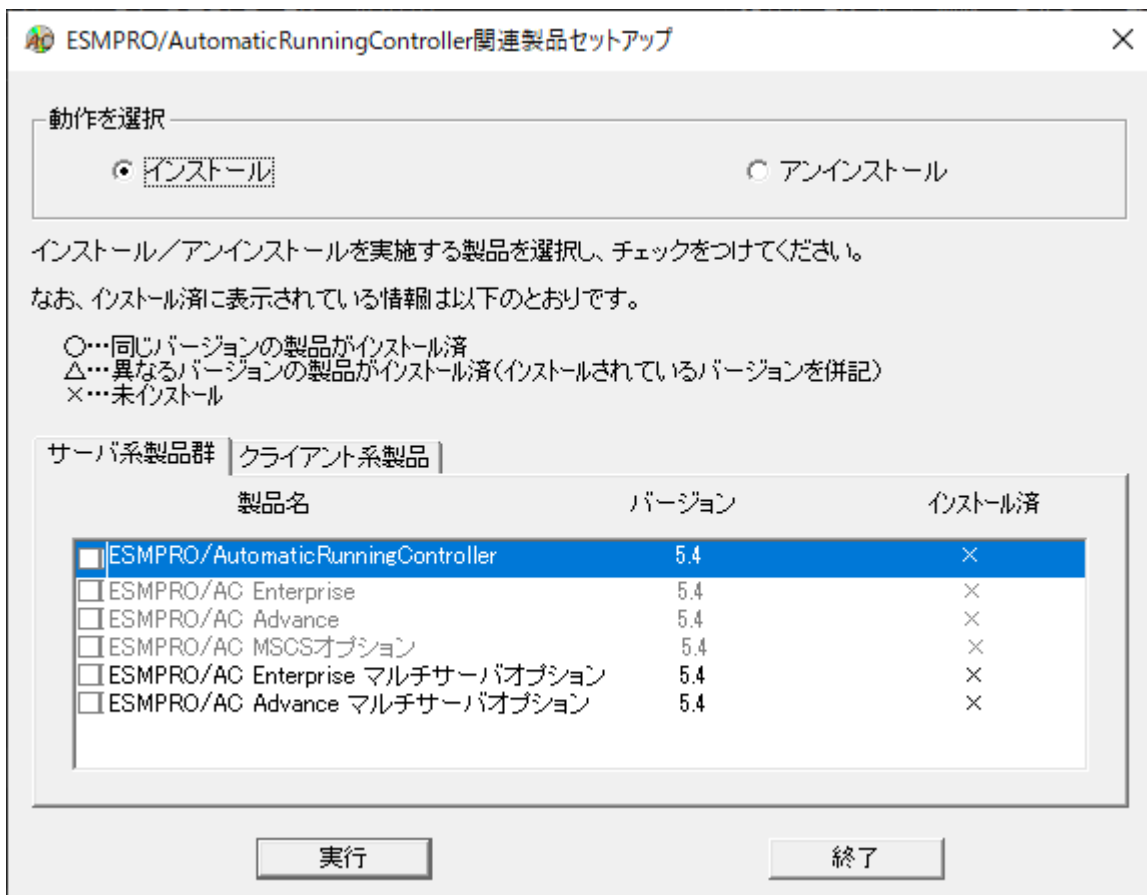 ESMPRO/AutomaticRunningController関連製品セットアップ
動作を選択
インストール アンインストール
インストール／アンインストールを実施する製品を選択し、チェックをつけてください。
なお、インストール済に表示されている情報は以下のとおりです。
○…同じバージョンの製品がインストール済
△…異なるバージョンの製品がインストール済(インストールされているバージョンを併記)
×…未インストール
サーバ系製品群 クライアント系製品
製品名 バージョン インストール済
ESMPRO/AutomaticRunningController 5.4 ×
ESMPRO/AC Enterprise 5.4 ×
ESMPRO/AC Advance 5.4 ×
ESMPRO/AC MSCSオプション 5.4 ×
ESMPRO/AC Enterprise マルチサーバオプション 5.4 ×
ESMPRO/AC Advance マルチサーバオプション 5.4 ×
実行 終了